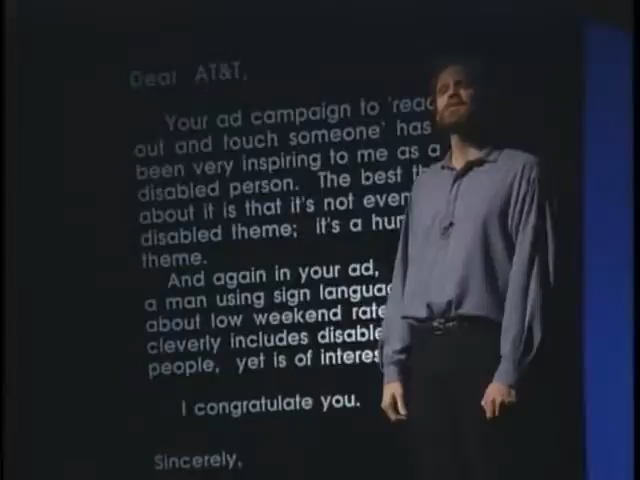 Dear AT&T,
Your ad campaign to 'reac
out and touch someone' has
been very inspiring to me as a
disabled person. The best th
about it is that it's not even
disabled theme; it's a hum
theme.
And again in your ad,
a man using sign languag
about low weekend rate
cleverly includes disable
people, yet is of interes
I congratulate you.
Sincerely,